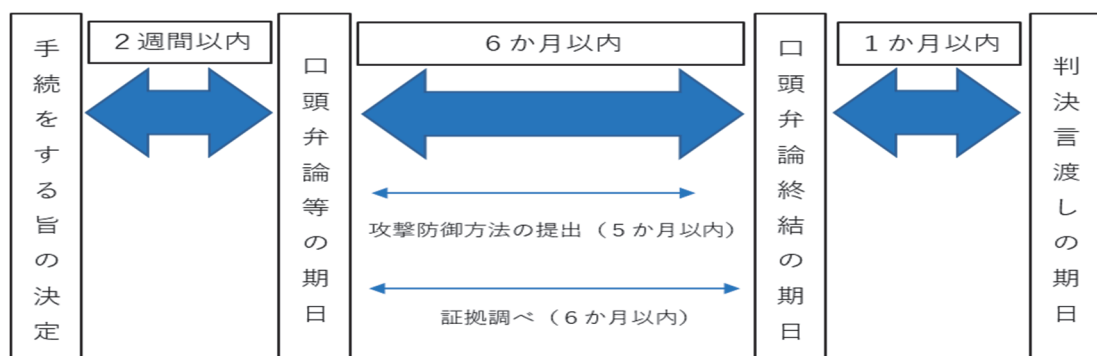 手続をする旨の決定
２週間以内
口頭弁論等の期日
６か月以内
攻撃防御方法の提出（５か月以内）
証拠調べ（６か月以内）
口頭弁論終結の期日
１か月以内
判決言渡しの期日